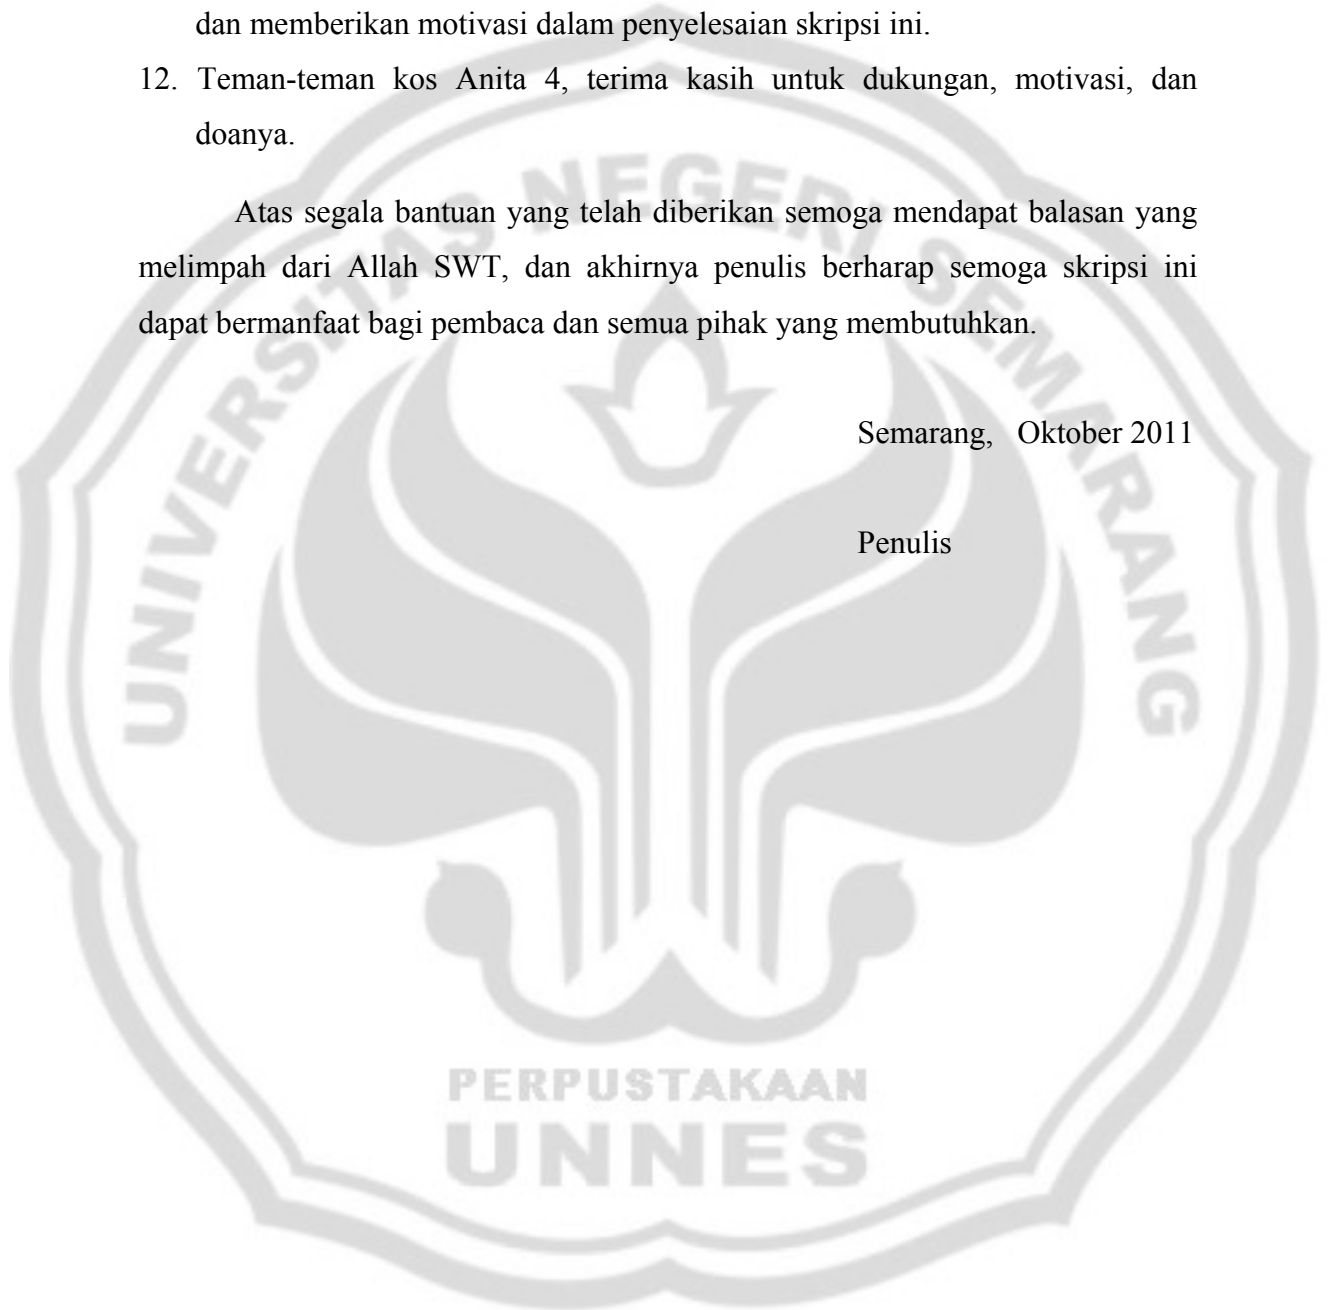 dan memberikan motivasi dalam penyelesaian skripsi ini.
12. Teman-teman kos Anita 4, terima kasih untuk dukungan, motivasi, dan
doanya.
Atas segala bantuan yang telah diberikan semoga mendapat balasan yang
melimpah dari Allah SWT, dan akhirnya penulis berharap semoga skripsi ini
dapat bermanfaat bagi pembaca dan semua pihak yang membutuhkan.
Semarang, Oktober 2011
Penulis
UNIVERSITAS NEGERI SEMARANG
PERPUSTAKAAN
UNNES